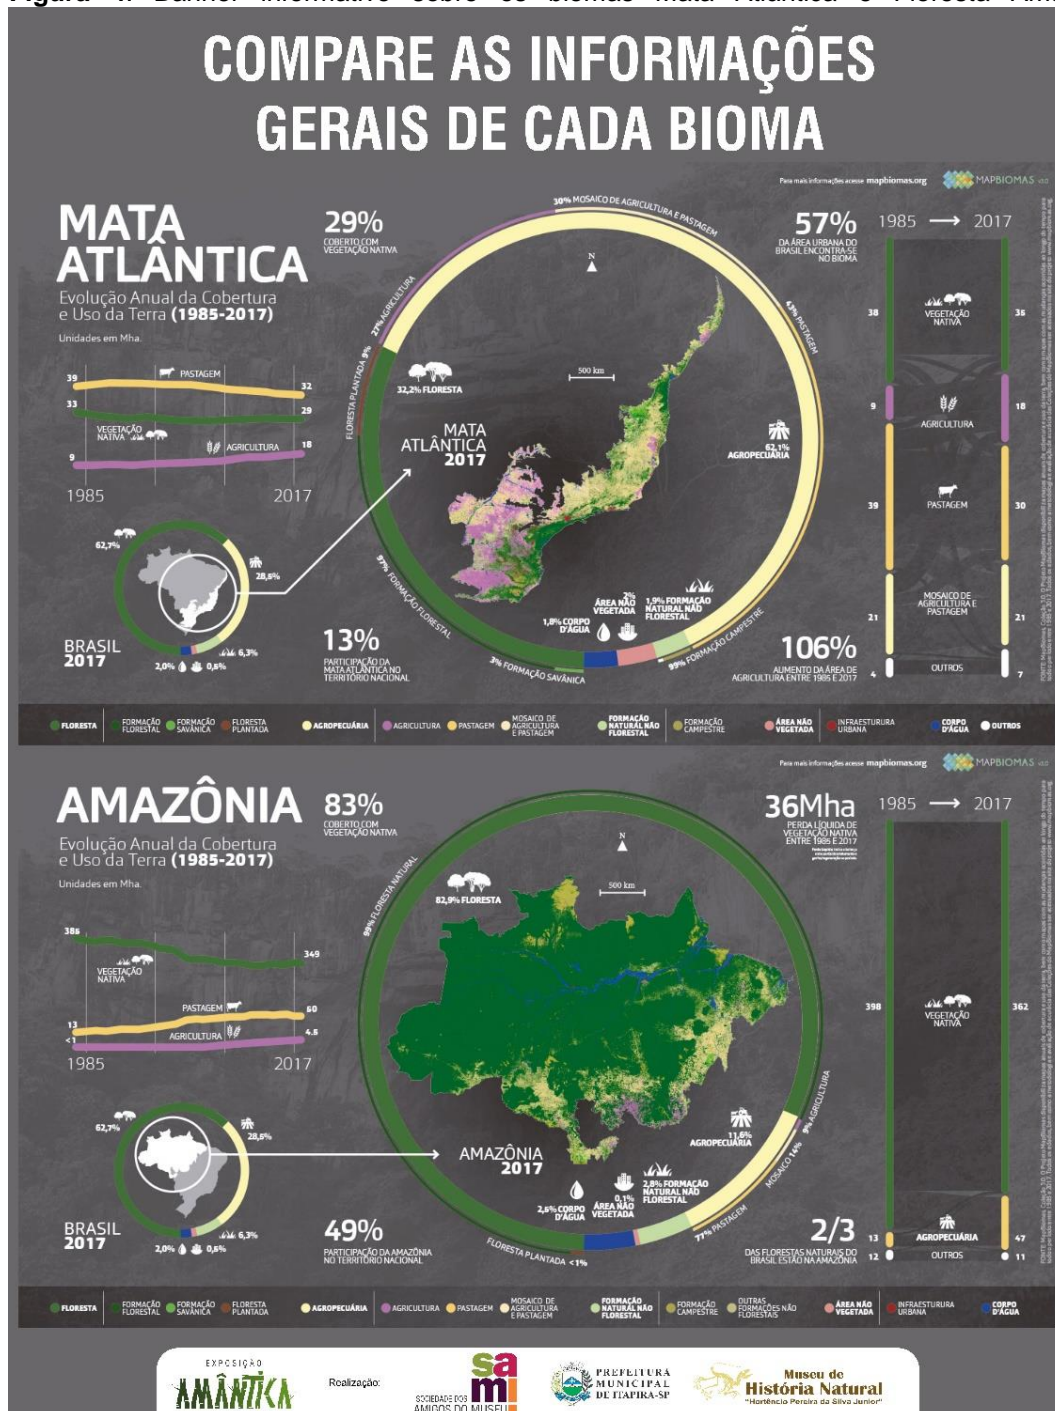 COMPARE AS INFORMAÇÕES
GERAIS DE CADA BIOMA
Para mais informações acesse mapbiomas.org
MAPBIOMAS
MATA
ATLÂNTICA
Evolução Anual da Cobertura
e Uso da Terra (1985-2017)
Unidades em Mha.
39
PASTAGEM
32
33
29
VEGETAÇÃO
NATIVA
AGRICULTURA
18
9
1985
2017
62,7%
28,5%
BRASIL
2017
2,0%
0,6%
6,3%
29%
COBERTO COM
VEGETAÇÃO NATIVA
30% MOSAICO DE AGRICULTURA E PASTAGEM
27% AGRICULTURA
FLORESTA PLANTADA 9%
43% PASTAGEM
N
500 km
32,2% FLORESTA
MATA
ATLÂNTICA
2017
62,1%
AGROPECUÁRIA
97% FORMAÇÃO FLORESTAL
3% FORMAÇÃO SAVÂNICA
1,8% CORPO
D'ÁGUA
2%
ÁREA NÃO
VEGETADA
1,9% FORMAÇÃO
NATURAL NÃO
FLORESTAL
99% FORMAÇÃO CAMPESTRE
13%
PARTICIPAÇÃO DA
MATA ATLÂNTICA NO
TERRITÓRIO NACIONAL
57%
DA ÁREA URBANA DO
BRASIL ENCONTRA-SE
NO BIOMA
106%
AUMENTO DA ÁREA DE
AGRICULTURA ENTRE 1985 E 2017
1985 → 2017
38
VEGETAÇÃO
NATIVA
35
9
AGRICULTURA
18
39
PASTAGEM
30
21
MOSAICO DE
AGRICULTURA E
PASTAGEM
21
4
OUTROS
7
FLORESTA
FORMAÇÃO
FLORESTAL
FORMAÇÃO
SAVÂNICA
FLORESTA
PLANTADA
AGROPECUÁRIA
AGRICULTURA
PASTAGEM
MOSAICO DE
AGRICULTURA
E PASTAGEM
FORMAÇÃO
NATURAL NÃO
FLORESTAL
FORMAÇÃO
CAMPESTRE
ÁREA NÃO
VEGETADA
INFRAESTURURA
URBANA
CORPO
D'ÁGUA
OUTROS
Para mais informações acesse mapbiomas.org
MAPBIOMAS
AMAZÔNIA
Evolução Anual da Cobertura
e Uso da Terra (1985-2017)
Unidades em Mha.
385
349
VEGETAÇÃO
NATIVA
PASTAGEM
50
13
AGRICULTURA
4.5
<1
1985
2017
62,7%
28,5%
BRASIL
2017
2,0%
0,6%
6,3%
83%
COBERTO COM
VEGETAÇÃO NATIVA
99% FLORESTA NATURAL
82,9% FLORESTA
N
500 km
AMAZÔNIA
2017
11,6%
AGROPECUÁRIA
9% AGRICULTURA
MOSAICO 14%
77% PASTAGEM
2,6% CORPO
D'ÁGUA
0,1%
ÁREA NÃO
VEGETADA
2,8% FORMAÇÃO
NATURAL NÃO
FLORESTAL
FLORESTA PLANTADA <1%
49%
PARTICIPAÇÃO DA AMAZÔNIA
NO TERRITÓRIO NACIONAL
36Mha
PERDA LÍQUIDA DE
VEGETAÇÃO NATIVA
ENTRE 1985 E 2017
2/3
DAS FLORESTAS NATURAIS DO
BRASIL ESTÃO NA AMAZÔNIA
1985 → 2017
398
VEGETAÇÃO
NATIVA
362
13
AGROPECUÁRIA
47
12
OUTROS
11
FLORESTA
FORMAÇÃO
FLORESTAL
FORMAÇÃO
SAVÂNICA
FLORESTA
PLANTADA
AGROPECUÁRIA
AGRICULTURA
PASTAGEM
MOSAICO DE
AGRICULTURA
E PASTAGEM
FORMAÇÃO
NATURAL NÃO
FLORESTAL
FORMAÇÃO
CAMPESTRE
OUTRAS
FORMAÇÕES NÃO
FLORESTAIS
ÁREA NÃO
VEGETADA
INFRAESTURURA
URBANA
CORPO
D'ÁGUA
EXPOSIÇÃO
AMÂNTICA
Realização:
sami
SOCIEDADE DOS
AMIGOS DO MUSEU
PREFEITURA
MUNICIPAL
DE ITAPIRA-SP
Museu de
História Natural
"Hortêncio Pereira da Silva Junior"